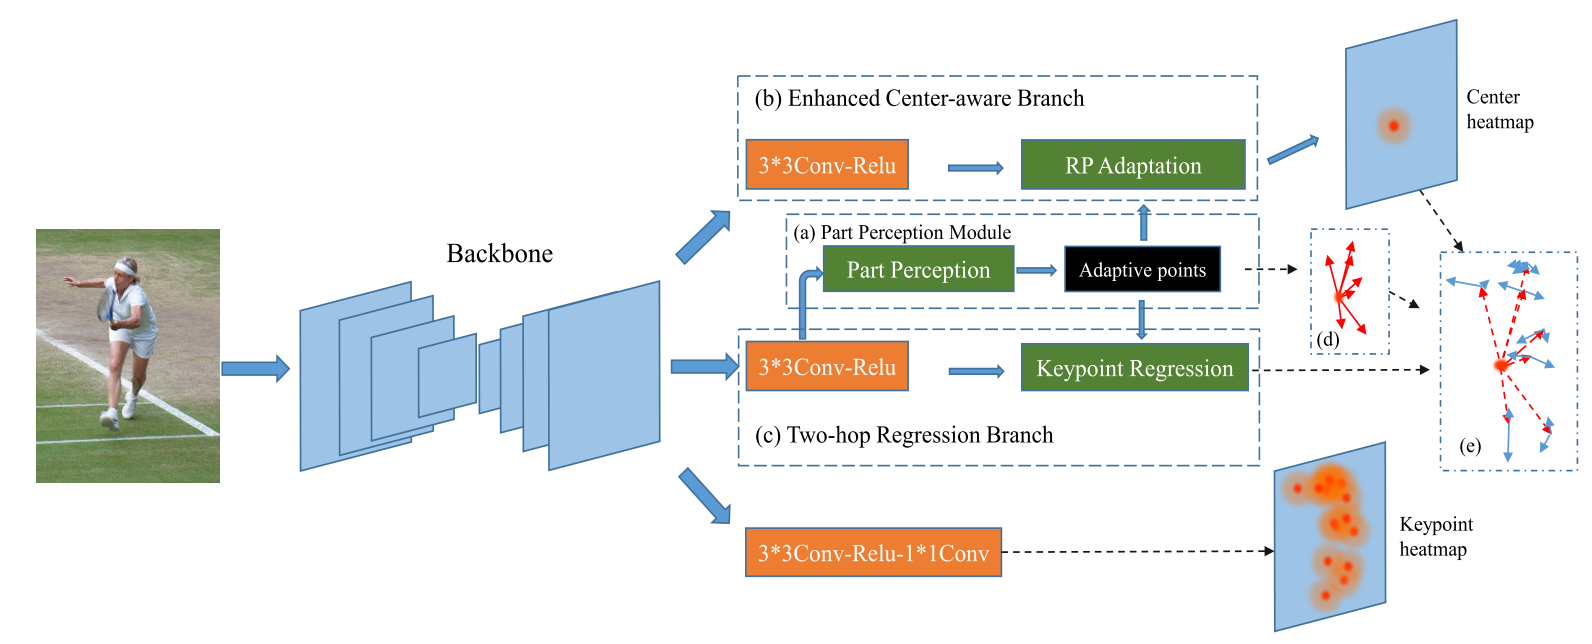 Backbone
(b) Enhanced Center-aware Branch
3*3Conv-Relu
RP Adaptation
(a) Part Perception Module
Part Perception
Adaptive points
3*3Conv-Relu
Keypoint Regression
(c) Two-hop Regression Branch
3*3Conv-Relu-1*1Conv
Center
heatmap
(d)
(e)
Keypoint
heatmap